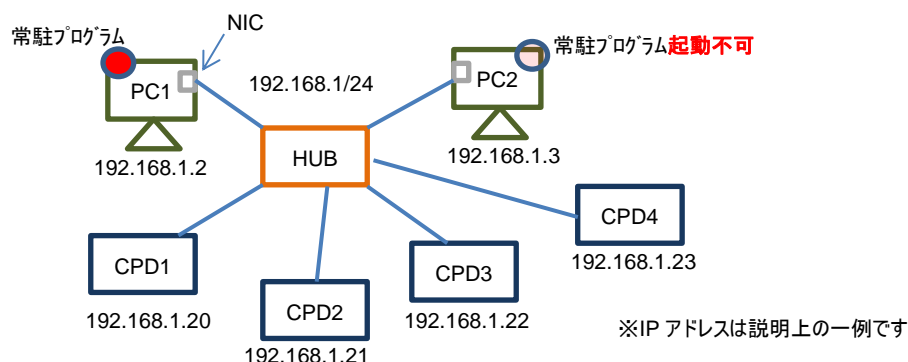 NIC
常駐プログラム
常駐プログラム起動不可
PC1
PC2
192.168.1/24
192.168.1.2
HUB
192.168.1.3
CPD4
CPD1
CPD3
CPD2
192.168.1.23
192.168.1.20
192.168.1.22
192.168.1.21
※IP アドレスは説明上の一例です